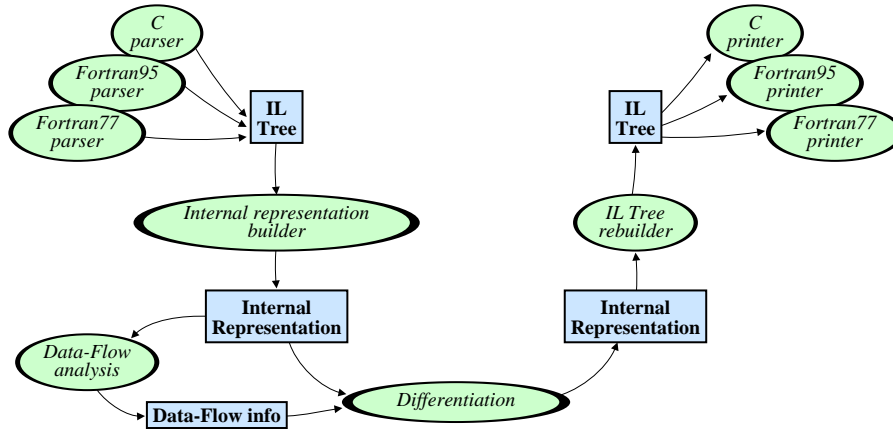 C
parser
Fortran95
parser
Fortran77
parser
IL
Tree
Internal representation
builder
Internal
Representation
Data-Flow
analysis
Data-Flow info
Differentiation
Internal
Representation
IL Tree
rebuilder
IL
Tree
C
printer
Fortran95
printer
Fortran77
printer